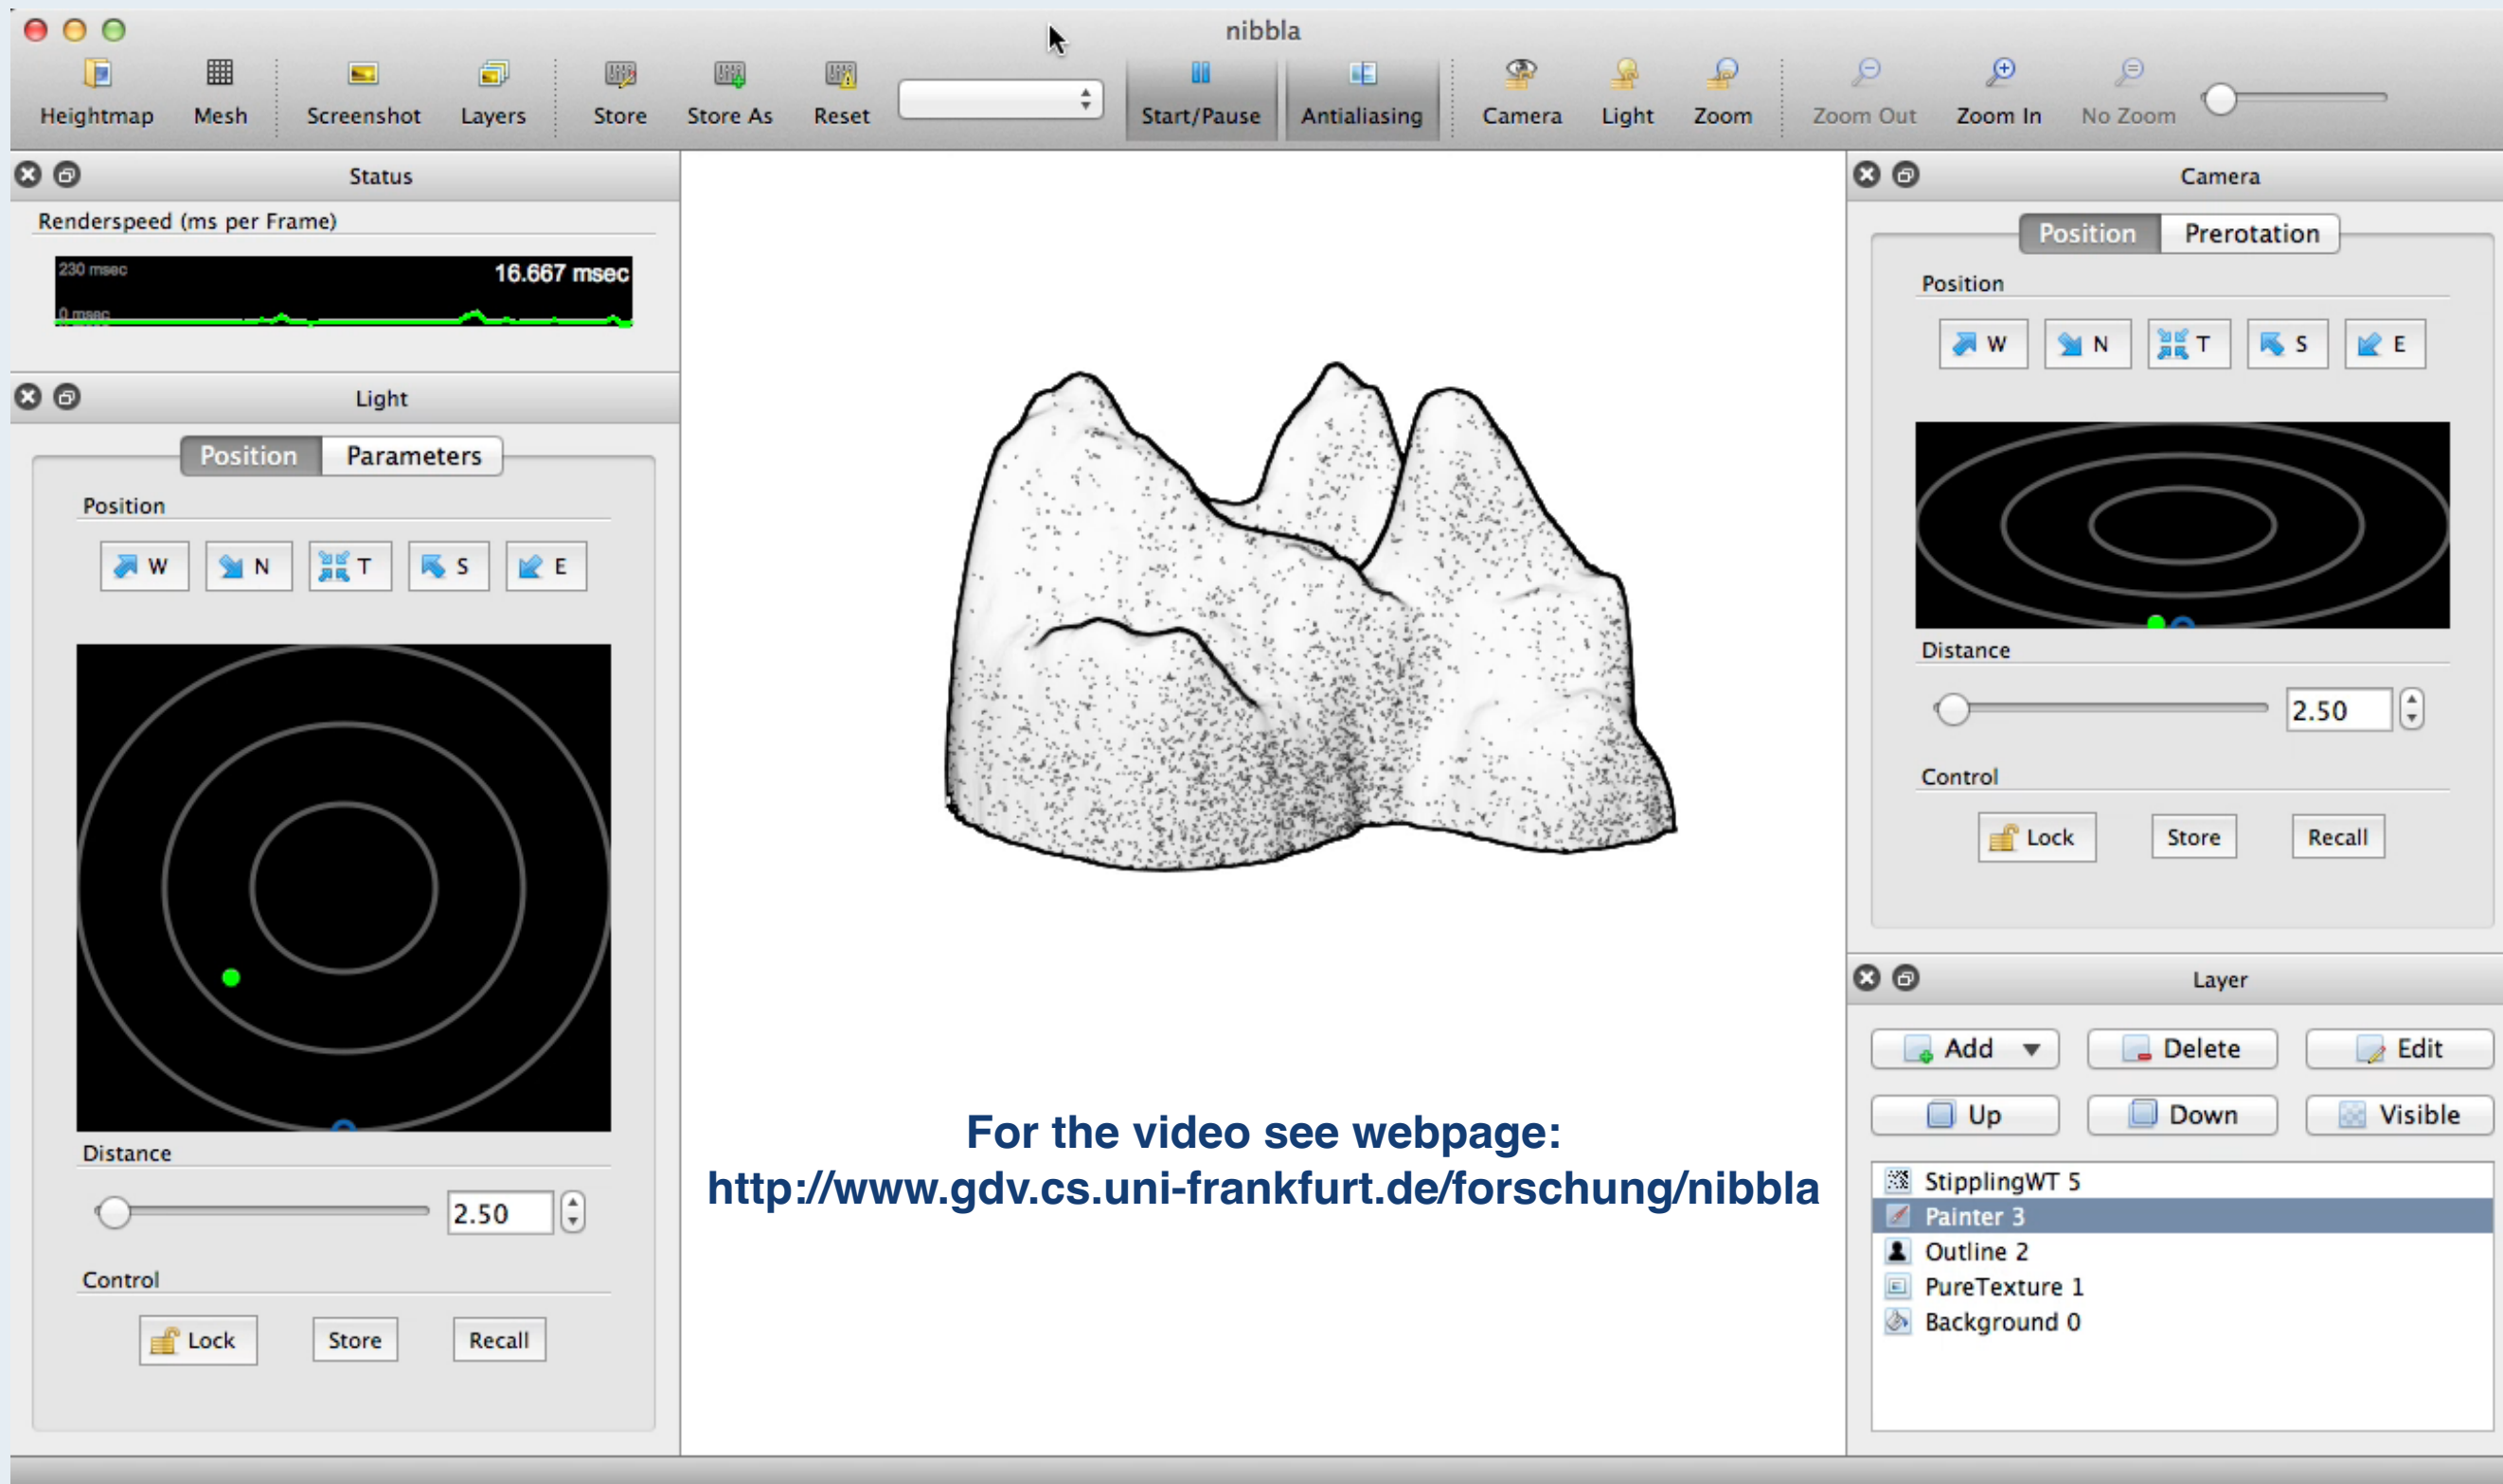 nibbla
Heightmap Mesh Screenshot Layers Store Store As Reset Start/Pause Antialiasing Camera Light Zoom Zoom Out Zoom In No Zoom
Status
Renderspeed (ms per Frame)
230 msec 16.667 msec
0 msec
Light
Position Parameters
Position
W N T S E
Distance
2.50
Control
Lock Store Recall
For the video see webpage:
http://www.gdv.cs.uni-frankfurt.de/forschung/nibbla
Camera
Position Prerotation
Position
W N T S E
Distance
2.50
Control
Lock Store Recall
Layer
Add Delete Edit
Up Down Visible
StipplingWT 5
Painter 3
Outline 2
PureTexture 1
Background 0